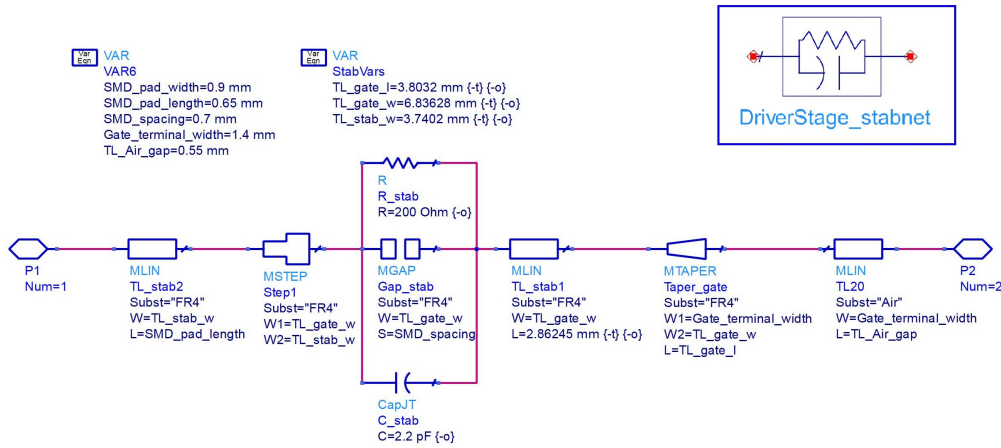 Var
Eqn
VAR
VAR6
SMD_pad_width=0.9 mm
SMD_pad_length=0.65 mm
SMD_spacing=0.7 mm
Gate_terminal_width=1.4 mm
TL_Air_gap=0.55 mm
Var
Eqn
VAR
StabVars
TL_gate_l=3.8032 mm {-t} {-o}
TL_gate_w=6.83628 mm {-t} {-o}
TL_stab_w=3.7402 mm {-t} {-o}
DriverStage_stabnet
R
R_stab
R=200 Ohm {-o}
P1
Num=1
MLIN
TL_stab2
Subst="FR4"
W=TL_stab_w
L=SMD_pad_length
MSTEP
Step1
Subst="FR4"
W1=TL_gate_w
W2=TL_stab_w
MGAP
Gap_stab
Subst="FR4"
W=TL_gate_w
S=SMD_spacing
MLIN
TL_stab1
Subst="FR4"
W=TL_gate_w
L=2.86245 mm {-t} {-o}
MTAPER
Taper_gate
Subst="FR4"
W1=Gate_terminal_width
W2=TL_gate_w
L=TL_gate_l
MLIN
TL20
Subst="Air"
W=Gate_terminal_width
L=TL_Air_gap
P2
Num=2
CapJT
C_stab
C=2.2 pF {-o}